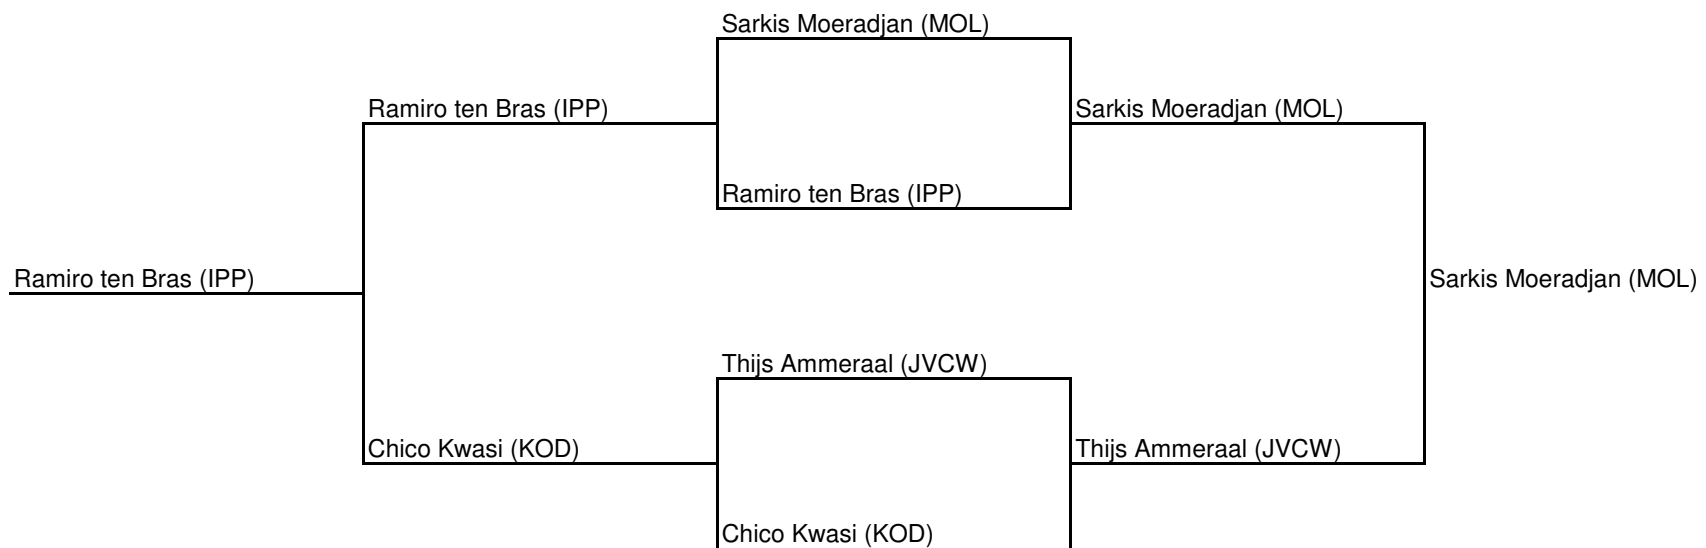 Sarkis Moeradjan (MOL)
Ramiro ten Bras (IPP)
Sarkis Moeradjan (MOL)
Ramiro ten Bras (IPP)
Ramiro ten Bras (IPP)
Sarkis Moeradjan (MOL)
Thijs Ammeraal (JVCW)
Chico Kwasi (KOD)
Thijs Ammeraal (JVCW)
Chico Kwasi (KOD)